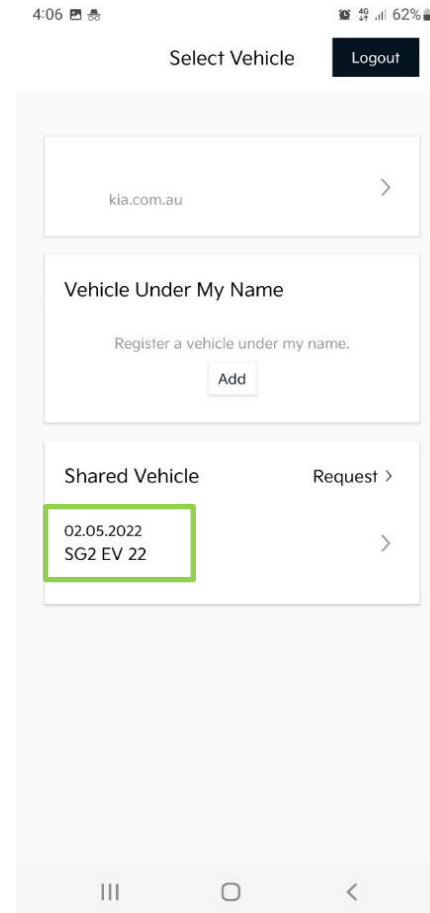 4:06 4G 62%
Select Vehicle Logout
kia.com.au
Vehicle Under My Name
Register a vehicle under my name.
Add
Shared Vehicle Request >
02.05.2022
SG2 EV 22